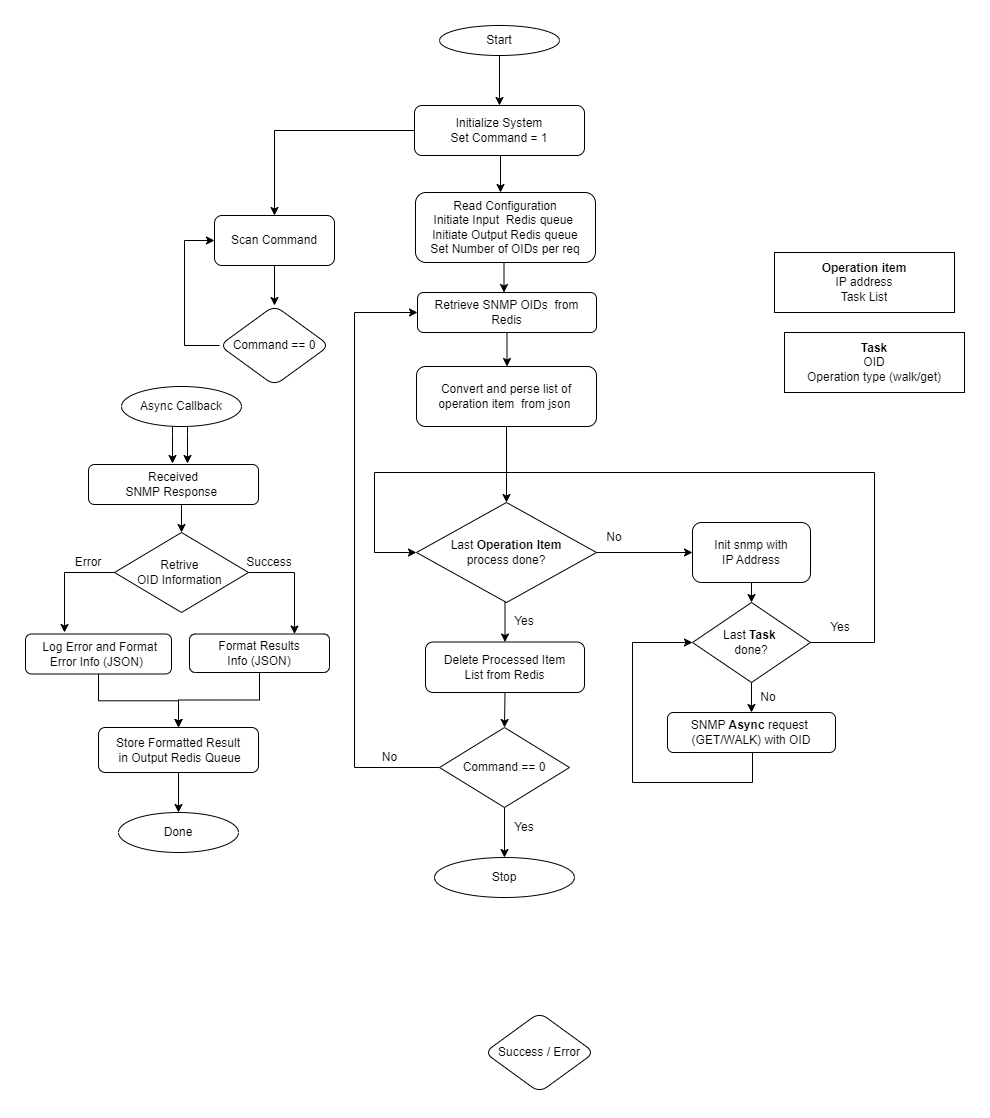 Start
Initialize System
Set Command = 1
Read Configuration
Initiate Input  Redis queue
Initiate Output Redis queue
Set Number of OIDs per req
Scan Command
Command == 0
Retrieve SNMP OIDs  from
Redis
Convert and perse list of
operation item  from json
Operation item
IP address
Task List
Task
OID
Operation type (walk/get)
Async Callback
Received
SNMP Response
Retrive
OID Information
Error
Success
Log Error and Format
Error Info (JSON)
Format Results
Info (JSON)
Store Formatted Result
in Output Redis Queue
Done
Last Operation Item
process done?
No
Yes
Init snmp with
IP Address
Last Task
done?
Yes
No
SNMP Async request
(GET/WALK) with OID
Delete Processed Item
List from Redis
Command == 0
No
Yes
Stop
Success / Error